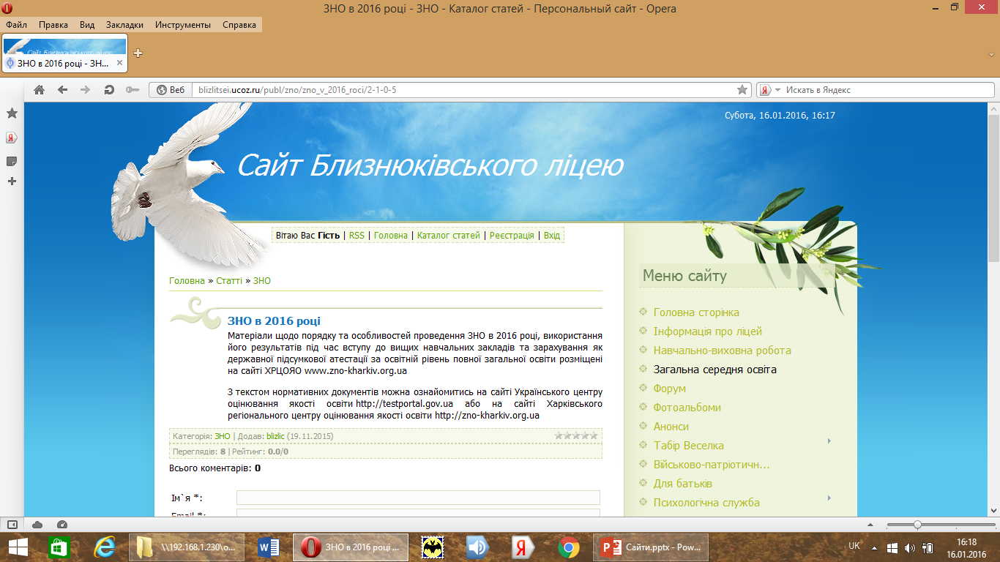 ЗНО в 2016 році - ЗНО - Каталог статей - Персональный сайт - Opera
Файл Правка Вид Закладки Инструменты Справка
ЗНО в 2016 році - ЗН...
Веб blizlitsei.ucoz.ru/publ/zno/zno_v_2016_roci/2-1-0-5 Искать в Яндекс
Субота, 16.01.2016, 16:17
Сайт Близнюківського ліцею
Вітаю Вас Гість | RSS | Головна | Каталог статей | Реєстрація | Вхід
Головна » Статті » ЗНО
ЗНО в 2016 році
Матеріали щодо порядку та особливостей проведення ЗНО в 2016 році, використання
його результатів під час вступу до вищих навчальних закладів та зарахування як
державної підсумкової атестації за освітній рівень повної загальної освіти розміщені
на сайті ХРЦОЯО www.zno-kharkiv.org.ua
З текстом нормативних документів можна ознайомитись на сайті Українського центру
оцінювання якості освіти http://testportal.gov.ua або на сайті Харківського
регіонального центру оцінювання якості освіти http://zno-kharkiv.org.ua
Категорія: ЗНО | Додав: blizlic (19.11.2015)
Переглядів: 8 | Рейтинг: 0.0/0
Всього коментарів: 0
Ім`я *:
Email *:
Меню сайту
Головна сторінка
Інформація про ліцей
Навчально-виховна робота
Загальна середня освіта
Форум
Фотоальбоми
Анонси
Табір Веселка
Військово-патріотичн...
Для батьків
Психологічна служба
\\192.168.1.230\о... ЗНО в 2016 році ... Сайти.pptx - Pow... UK 16:18
16.01.2016